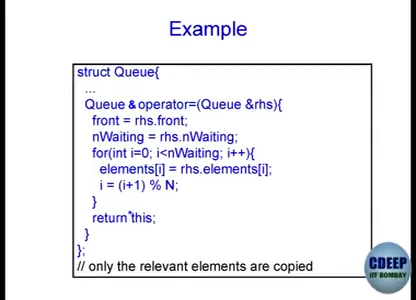 Example
struct Queue{
...
Queue & operator=(Queue &rhs){
front = rhs.front;
nWaiting = rhs.nWaiting;
for(int i=0; i<nWaiting; i++){
elements[i] = rhs.elements[i];
i = (i+1) % N;
}
return *this;
}
};
// only the relevant elements are copied
CDEEP
IIT BOMBAY